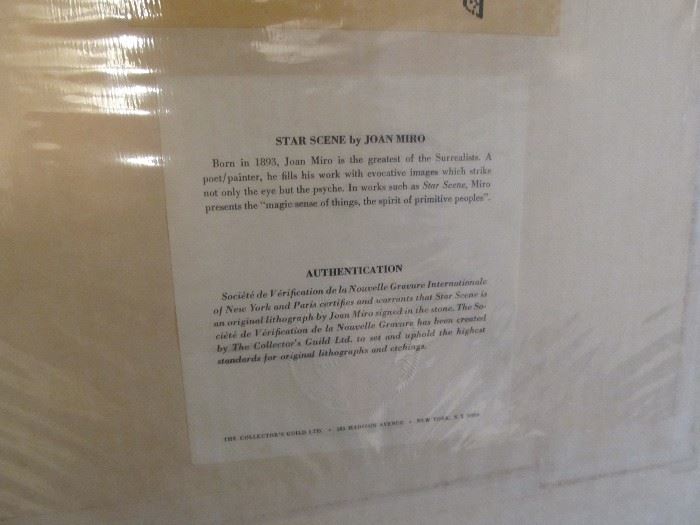 STAR SCENE by JOAN MIRO
Born in 1893, Joan Miro is the greatest of the Surrealists. A
poet/painter, he fills his work with evocative images which strike
not only the eye but the psyche. In works such as Star Scene, Miro
presents the "magic sense of things, the spirit of primitive peoples".
AUTHENTICATION
Société de Vérification de la Nouvelle Gravure Internationale
of New York and Paris certifies and warrants that Star Scene is
an original lithograph by Joan Miro signed in the stone. The So-
ciété de Vérification de la Nouvelle Gravure has been created
by The Collector's Guild Ltd. to set and uphold the highest
standards for original lithographs and etchings.
THE COLLECTOR'S GUILD LTD. • MADISON AVENUE • NEW YORK, N.Y.